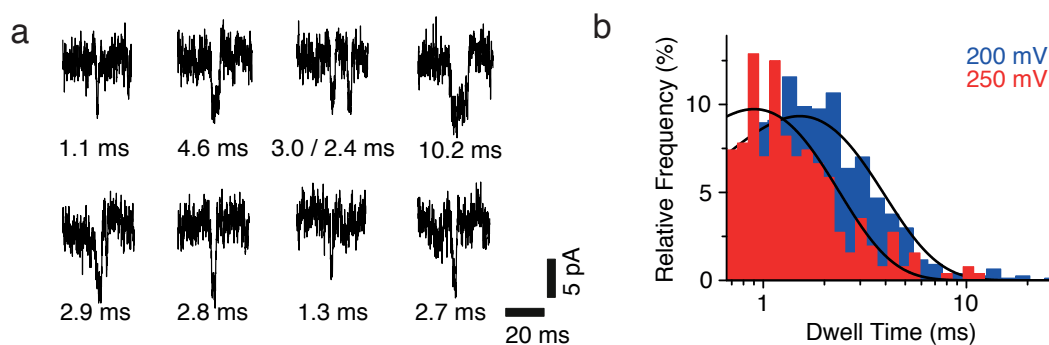 a
1.1 ms
4.6 ms
3.0 / 2.4 ms
10.2 ms
2.9 ms
2.8 ms
1.3 ms
2.7 ms
5 pA
20 ms
b
200 mV
250 mV
Relative Frequency (%)
10
5
0
1
10
Dwell Time (ms)